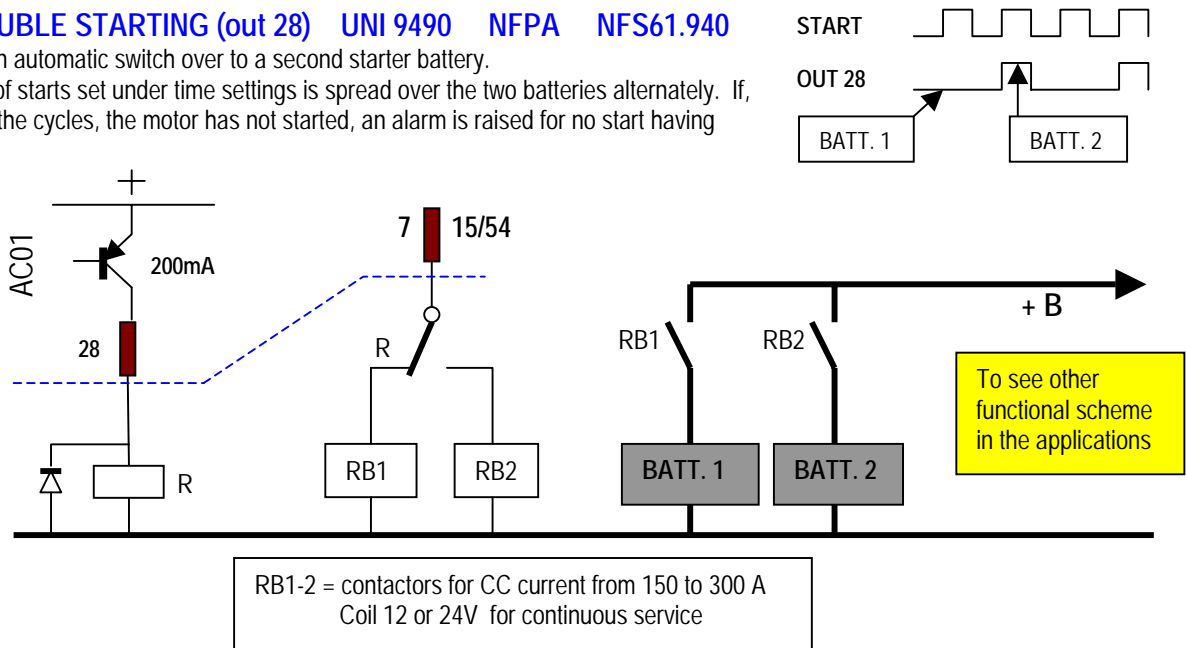 UBLE STARTING (out 28) UNI 9490 NFPA NFS61.940
n automatic switch over to a second starter battery.
of starts set under time settings is spread over the two batteries alternately. If,
the cycles, the motor has not started, an alarm is raised for no start having
START
OUT 28
BATT. 1
BATT. 2
+
AC01
200mA
28
R
7
15/54
R
RB1
RB2
RB1
RB2
+ B
BATT. 1
BATT. 2
To see other
functional scheme
in the applications
RB1-2 = contactors for CC current from 150 to 300 A
Coil 12 or 24V for continuous service